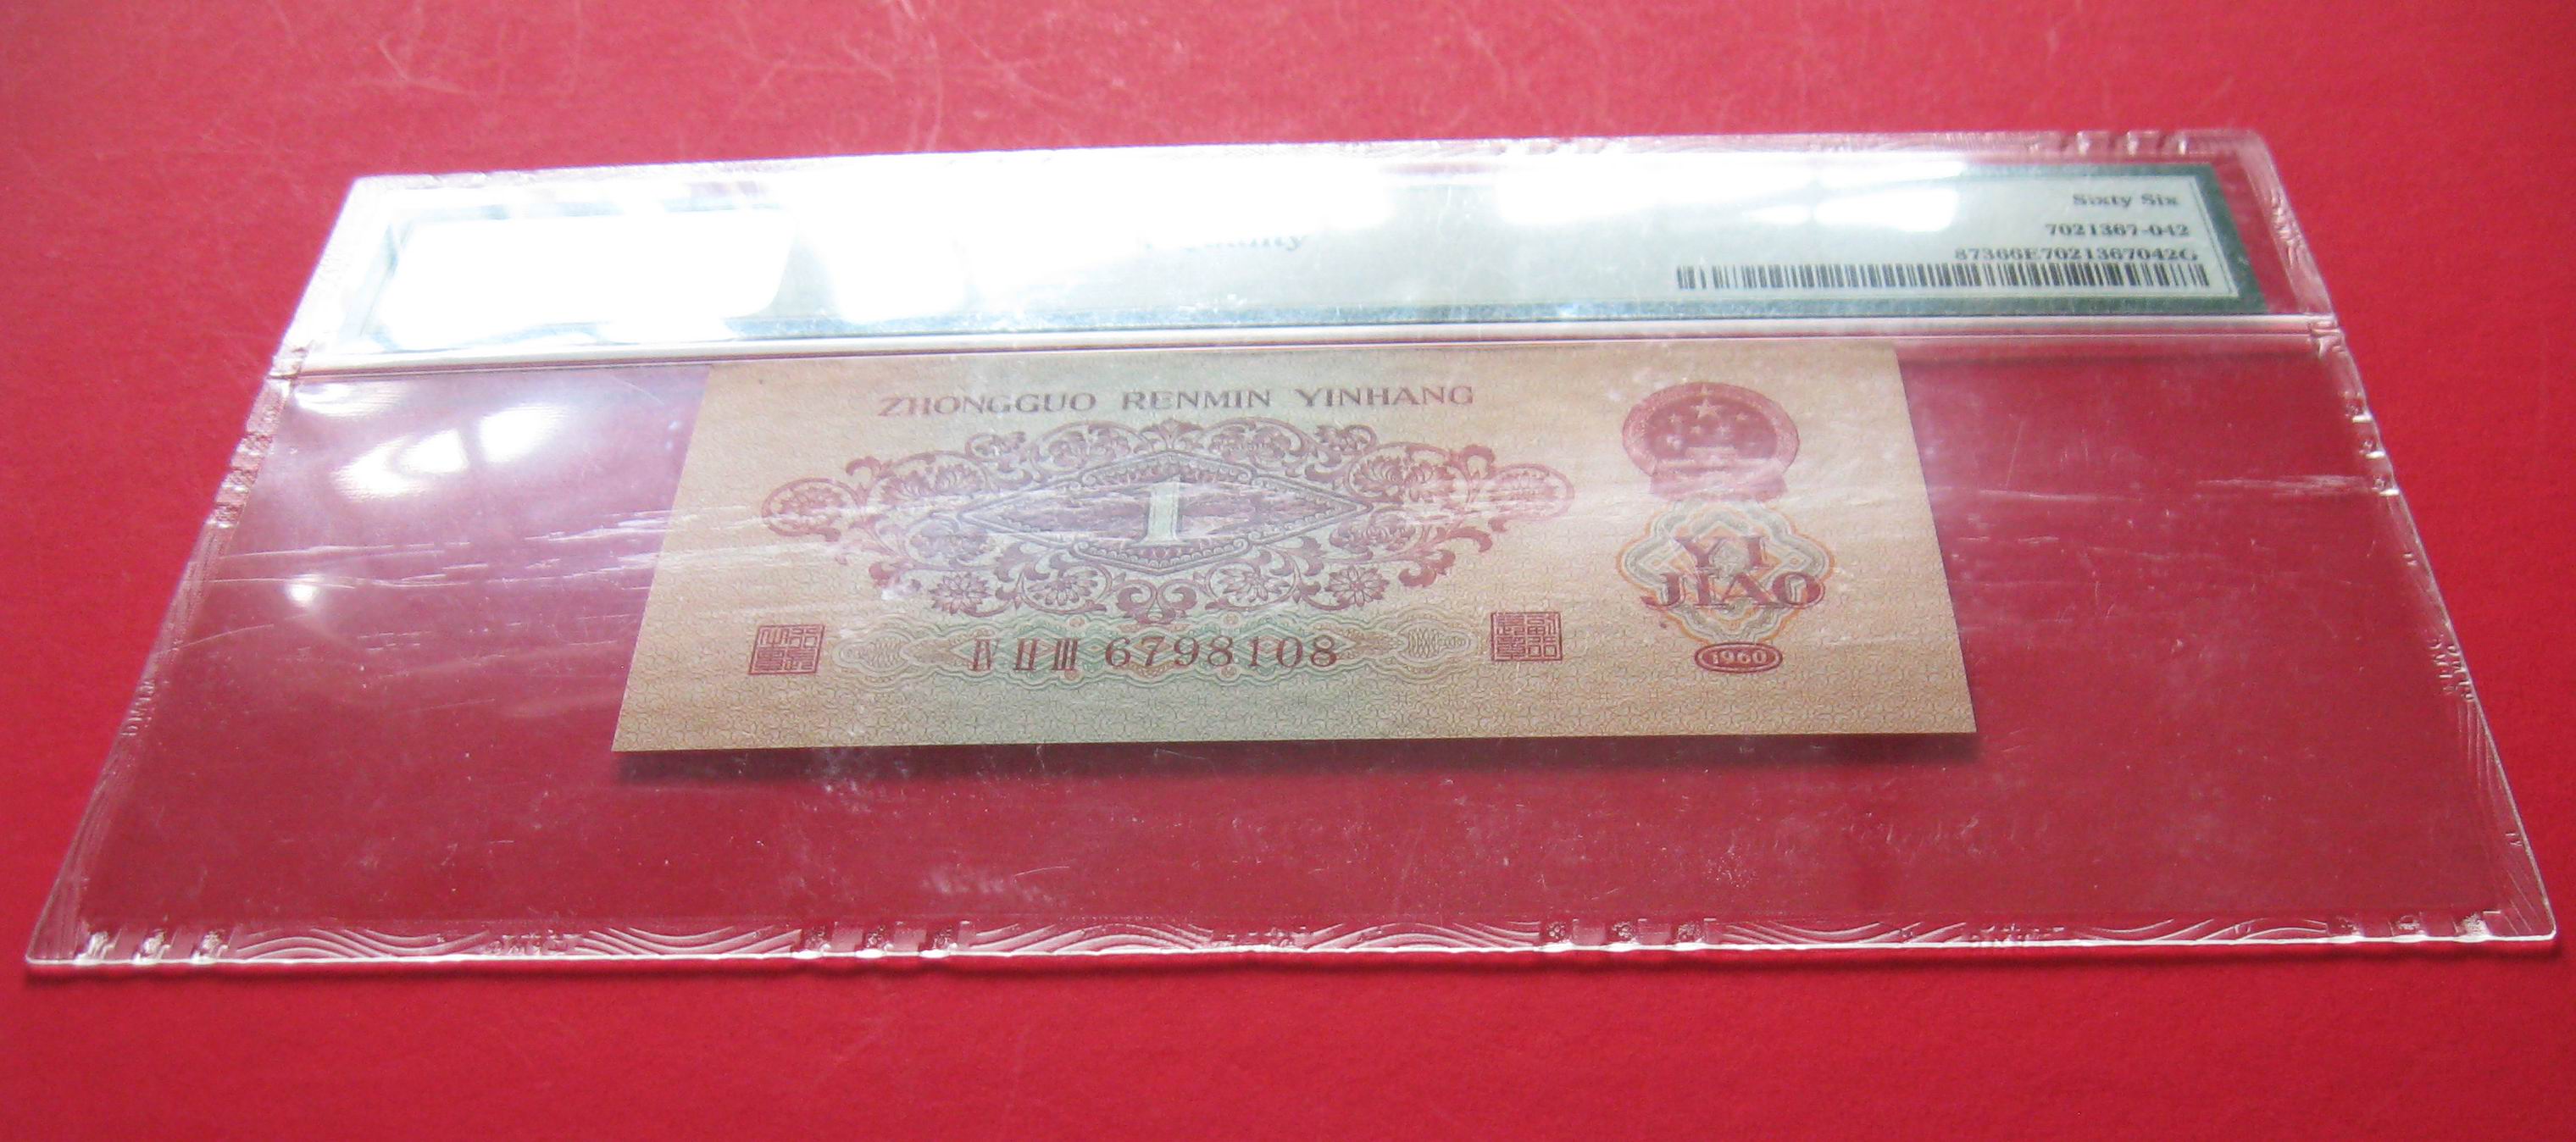 Sixty Six
7021367-042
87366E7021367042G
ZHONGGUO RENMIN YINHANG
1
YI
JIAO
Ⅳ Ⅱ Ⅲ 6798108
1960